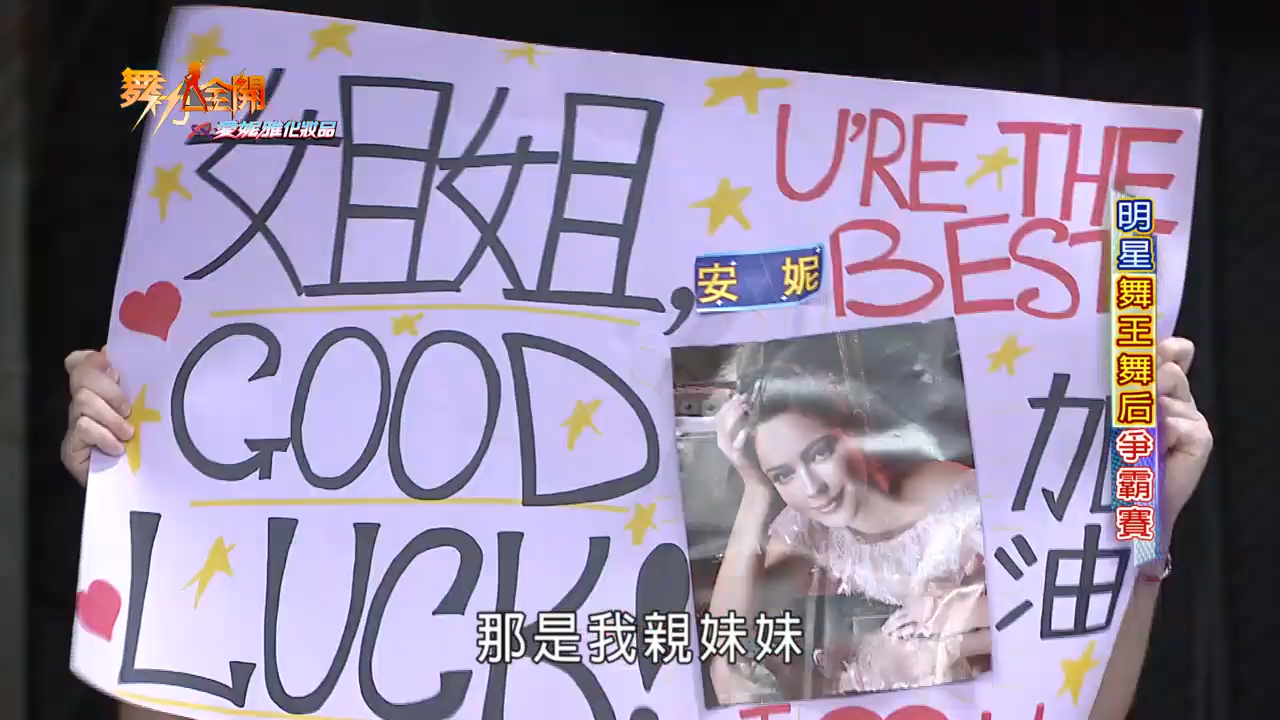 舞力全開
愛妮雅化妝品
姐姐,
GOOD
LUCK!
U'RE THE
BEST
安 妮
加油
明星舞王舞后爭霸賽
那是我親妹妹